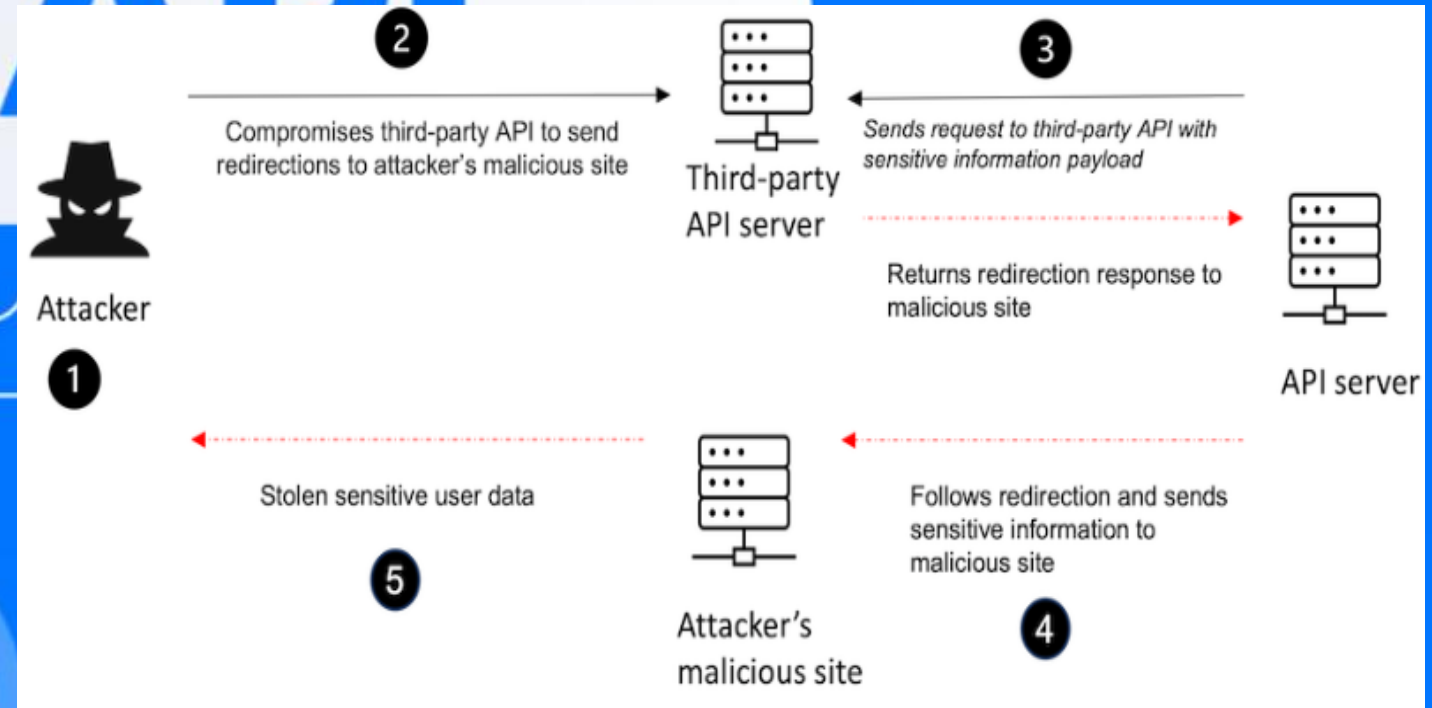 2
3
Compromises third-party API to send
redirections to attacker's malicious site
Sends request to third-party API with
sensitive information payload
Third-party
API server
Returns redirection response to
malicious site
Attacker
1
API server
Stolen sensitive user data
5
Follows redirection and sends
sensitive information to
malicious site
4
Attacker's
malicious site